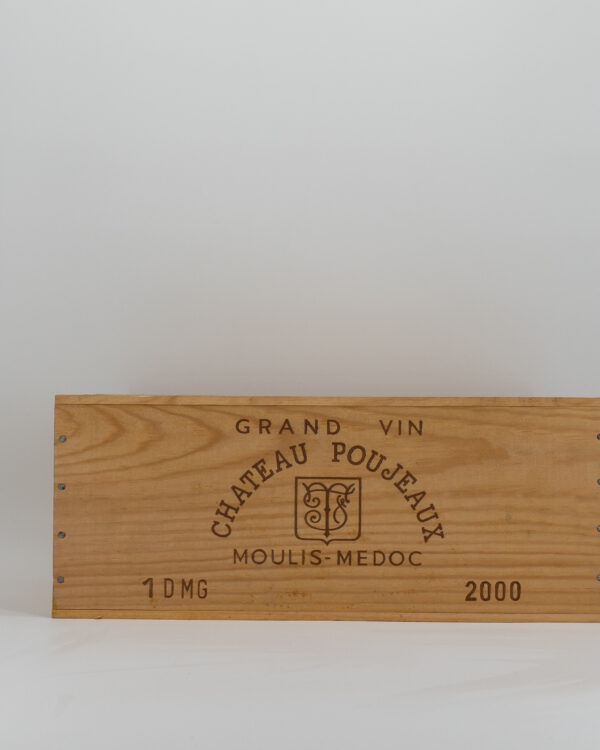 GRAND VIN
CHATEAU POUJEAUX
MOULIS-MEDOC
1 DMG 2000